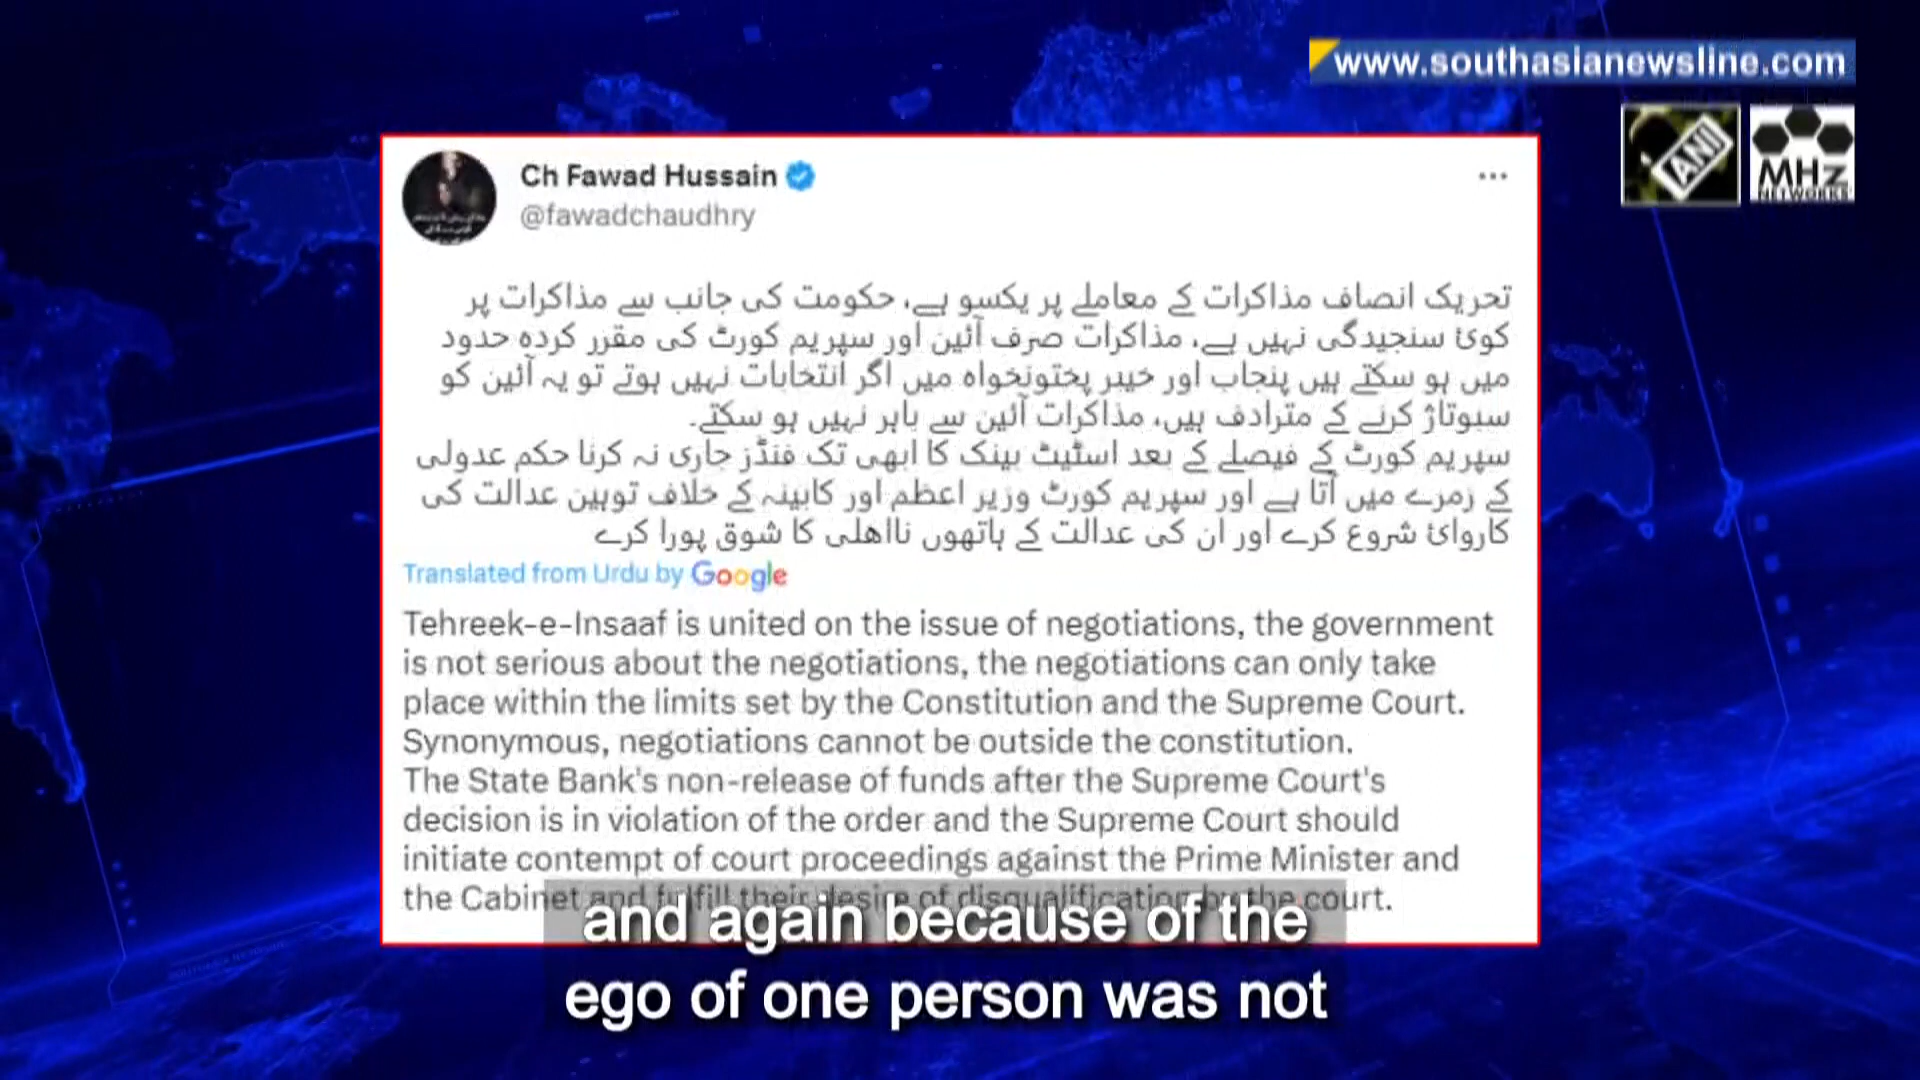 www.southasianewsline.com
ANI
MHz
NETWORKS
Ch Fawad Hussain
@fawadchaudhry
تحریک انصاف مذاکرات کے معاملے پر یکسو ہے، حکومت کی جانب سے مذاکرات پر
کوئ سنجیدگی نہیں ہے، مذاکرات صرف آئین اور سپریم کورٹ کی مقرر کردہ حدود
میں ہو سکتے ہیں پنجاب اور خیبر پختونخواہ میں اگر انتخابات نہیں ہوتے تو یہ آئین کو
سبوتاژ کرنے کے مترادف ہیں، مذاکرات آئین سے باہر نہیں ہو سکتے۔
سپریم کورٹ کے فیصلے کے بعد اسٹیٹ بینک کا ابھی تک فنڈز جاری نہ کرنا حکم عدولی
کے زمرے میں آتا ہے اور سپریم کورٹ وزیر اعظم اور کابینہ کے خلاف توہین عدالت کی
کاروائ شروع کرے اور ان کی عدالت کے ہاتھوں نااھلی کا شوق پورا کرے
Translated from Urdu by Google
Tehreek-e-Insaaf is united on the issue of negotiations, the government
is not serious about the negotiations, the negotiations can only take
place within the limits set by the Constitution and the Supreme Court.
Synonymous, negotiations cannot be outside the constitution.
The State Bank's non-release of funds after the Supreme Court's
decision is in violation of the order and the Supreme Court should
initiate contempt of court proceedings against the Prime Minister and
the Cabinet and fulfill their desire of disqualification by the court.
and again because of the
ego of one person was not